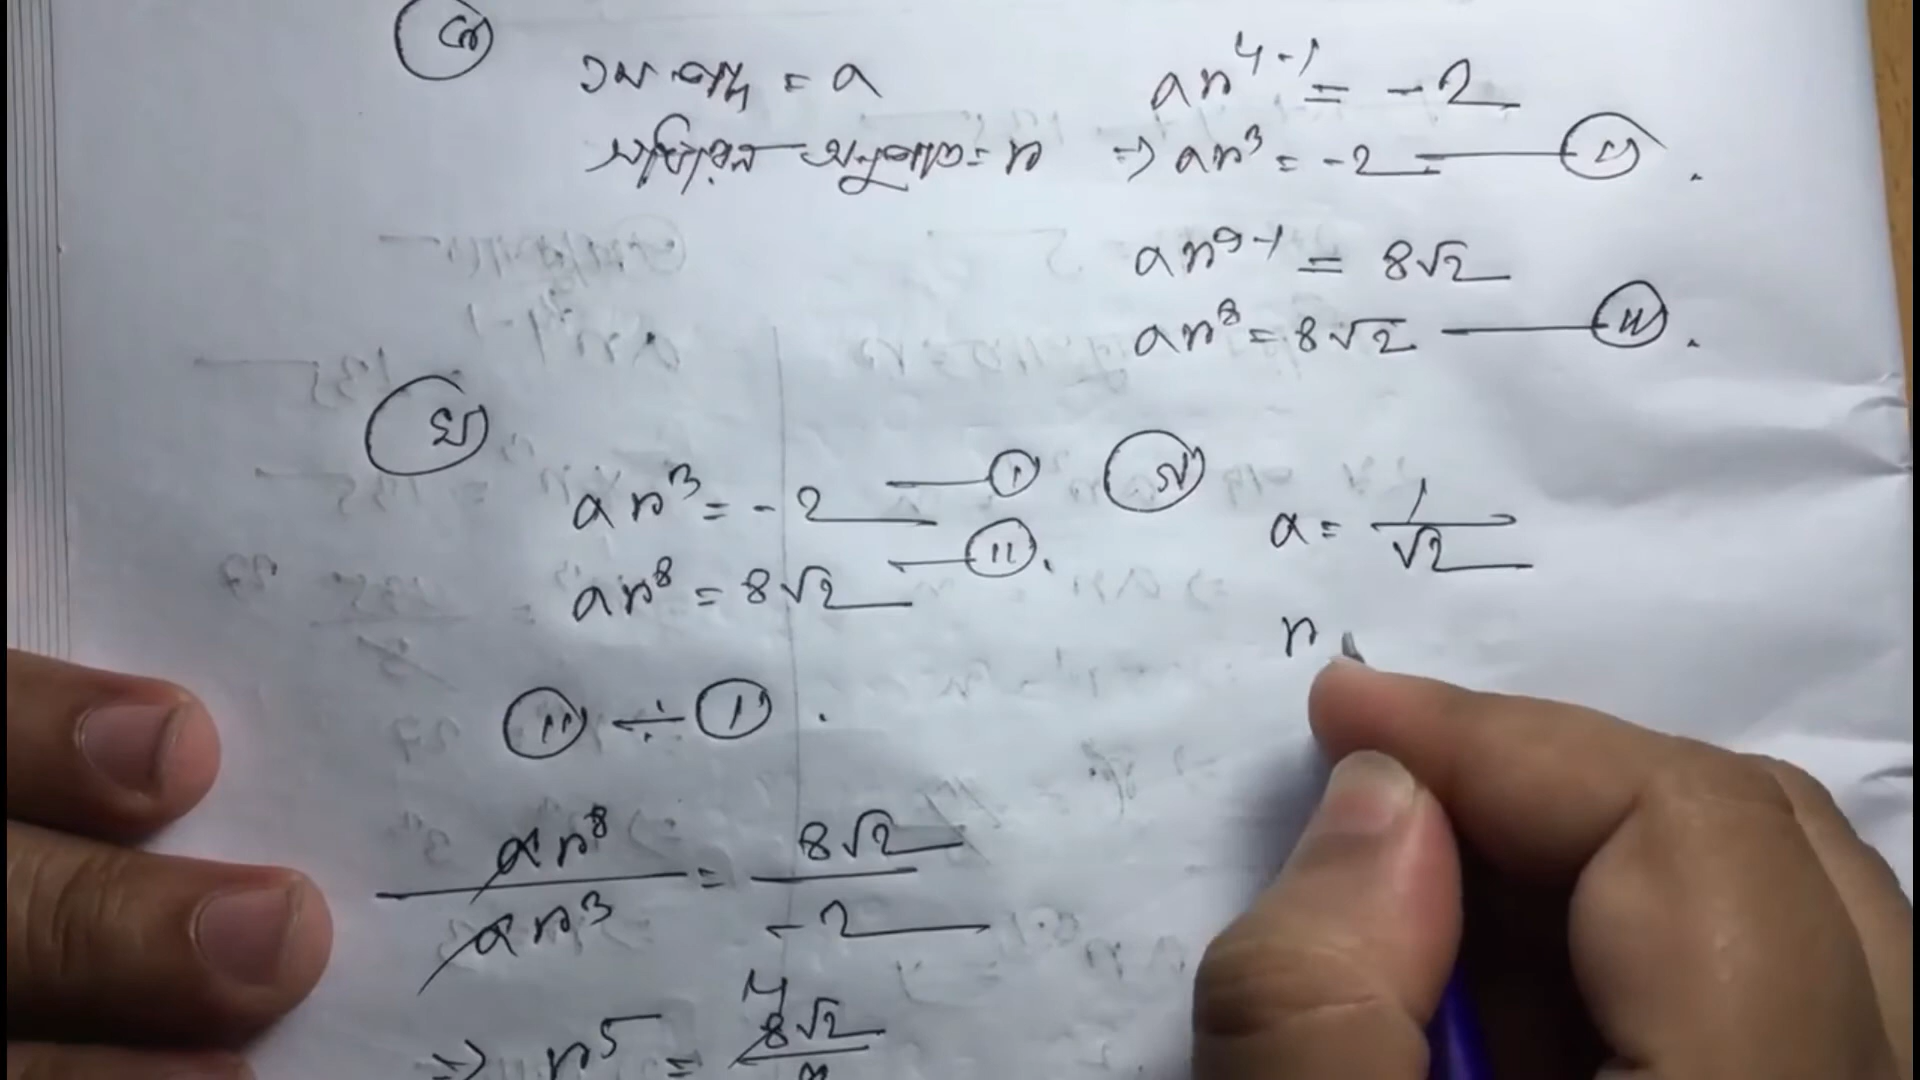 ক
১ম পদ = a
সাধারণ অনুপাত = r
ar^4-1 = -2
⇒ ar^3 = -2 — (i)
ar^9-1 = 8√2
ar^8 = 8√2 — (ii)
খ
ar^3 = -2 — (i)
ar^8 = 8√2 — (ii)
(ii) ÷ (i)
ar^8/ar^3 = 8√2/-2
⇒ r^5 = 8√2
4
গ
a = 1/√2
r